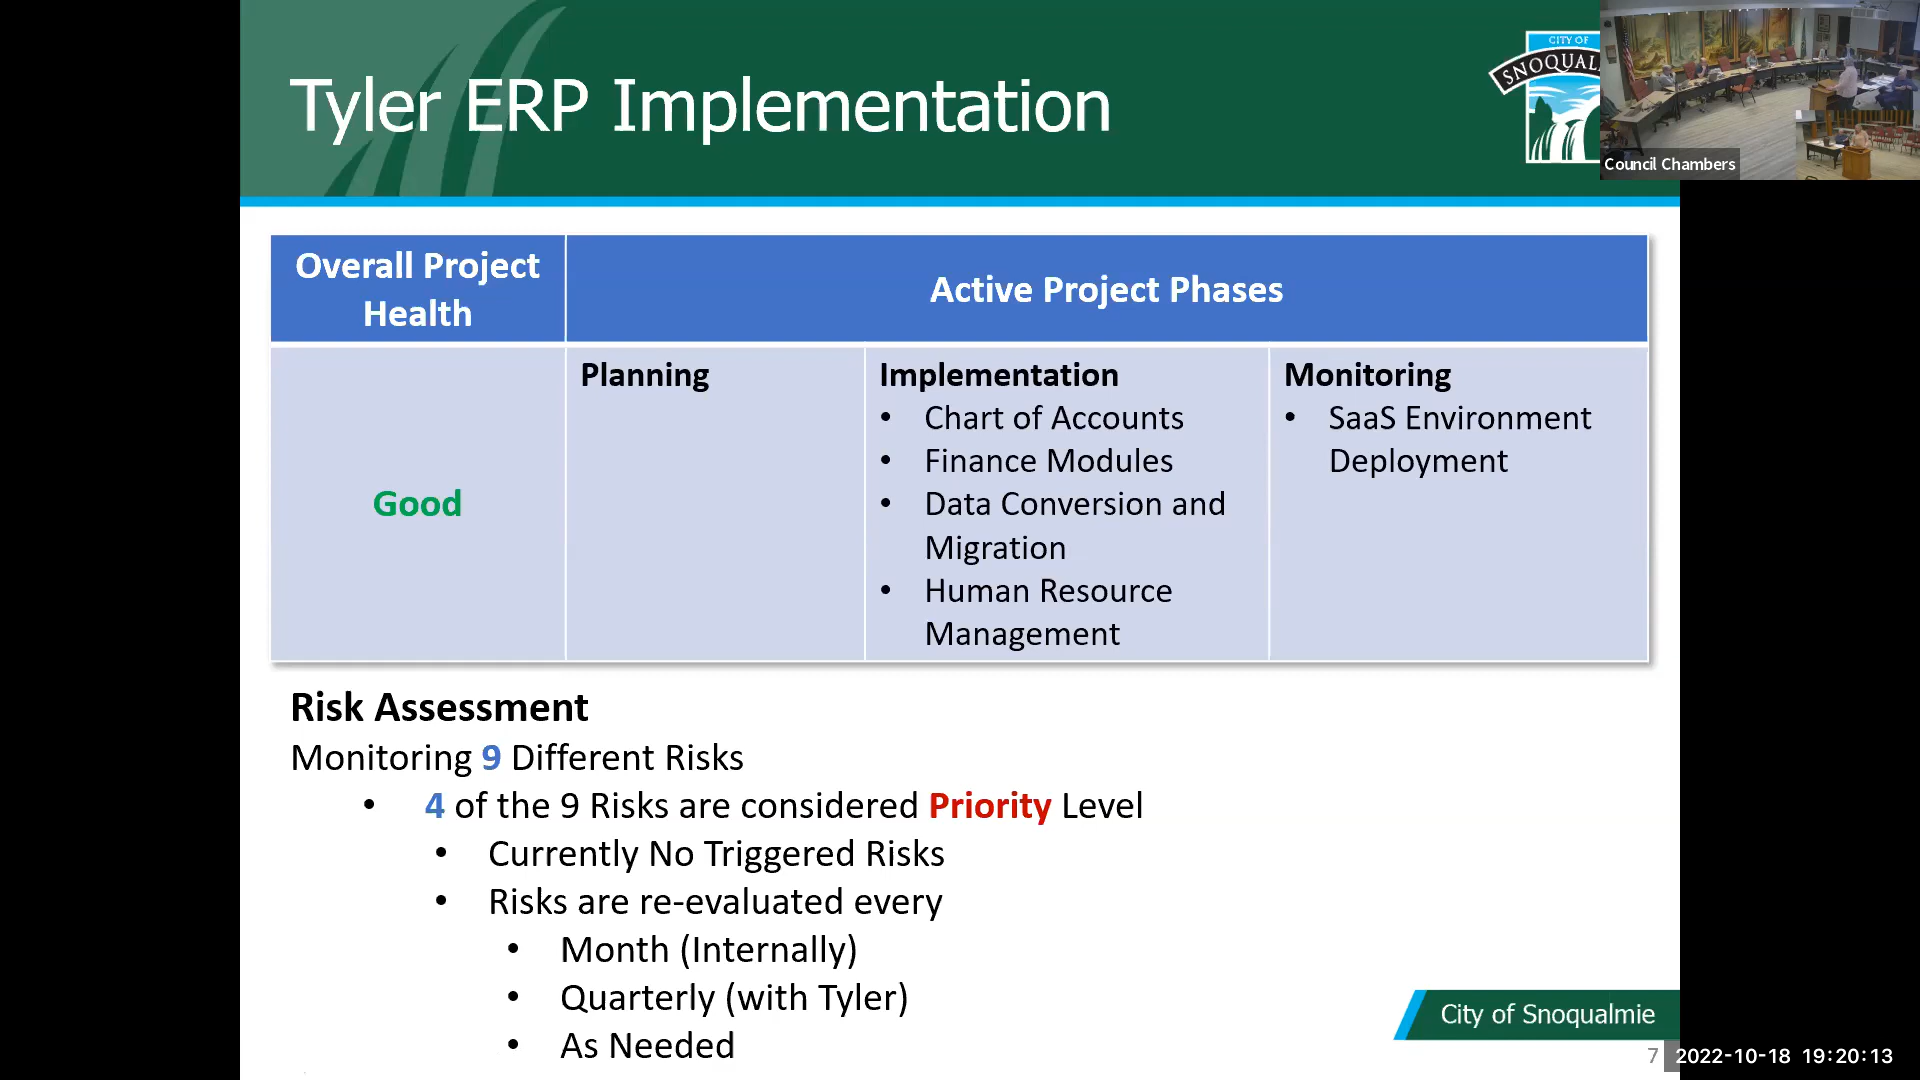 Tyler ERP Implementation
CITY OF
SNOQUAL
Council Chambers
Overall Project
Health
Active Project Phases
Good
Planning
Implementation
• Chart of Accounts
• Finance Modules
• Data Conversion and
Migration
• Human Resource
Management
Monitoring
• SaaS Environment
Deployment
Risk Assessment
Monitoring 9 Different Risks
• 4 of the 9 Risks are considered Priority Level
• Currently No Triggered Risks
• Risks are re-evaluated every
• Month (Internally)
• Quarterly (with Tyler)
• As Needed
City of Snoqualmie
7
2022-10-18 19:20:13